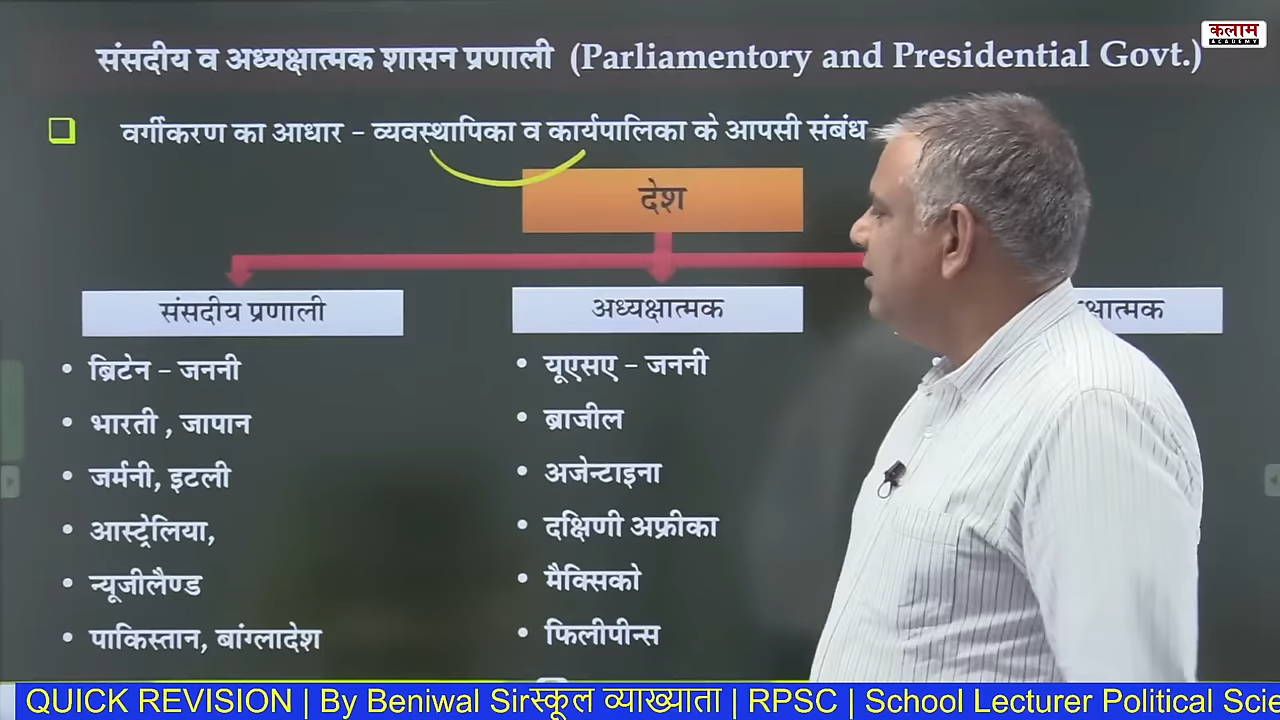 कलाम
ACADEMY
संसदीय व अध्यक्षात्मक शासन प्रणाली (Parliamentory and Presidential Govt.)
वर्गीकरण का आधार – व्यवस्थापिका व कार्यपालिका के आपसी संबंध
देश
संसदीय प्रणाली
ब्रिटेन – जननी
भारती , जापान
जर्मनी, इटली
आस्ट्रेलिया,
न्यूजीलैण्ड
पाकिस्तान, बांग्लादेश
अध्यक्षात्मक
यूएसए – जननी
ब्राजील
अजेन्टाइना
दक्षिणी अफ्रीका
मैक्सिको
फिलीपीन्स
QUICK REVISION | By Beniwal Sirस्कूल व्याख्याता | RPSC | School Lecturer Political Scie